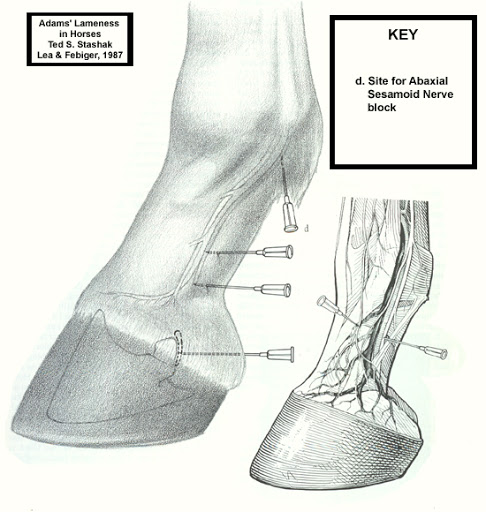 Adams' Lameness
in Horses
Ted S. Stashak
Lea & Febiger, 1987
KEY
d. Site for Abaxial
Sesamoid Nerve
block
d